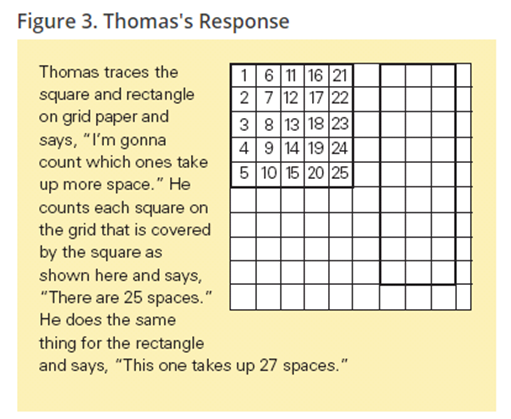 Figure 3. Thomas's Response
Thomas traces the
square and rectangle
on grid paper and
says, “I’m gonna
count which ones take
up more space.” He
counts each square on
the grid that is covered
by the square as
shown here and says,
“There are 25 spaces.”
He does the same
thing for the rectangle
and says, “This one takes up 27 spaces.”
1 6 11 16 21
2 7 12 17 22
3 8 13 18 23
4 9 14 19 24
5 10 15 20 25